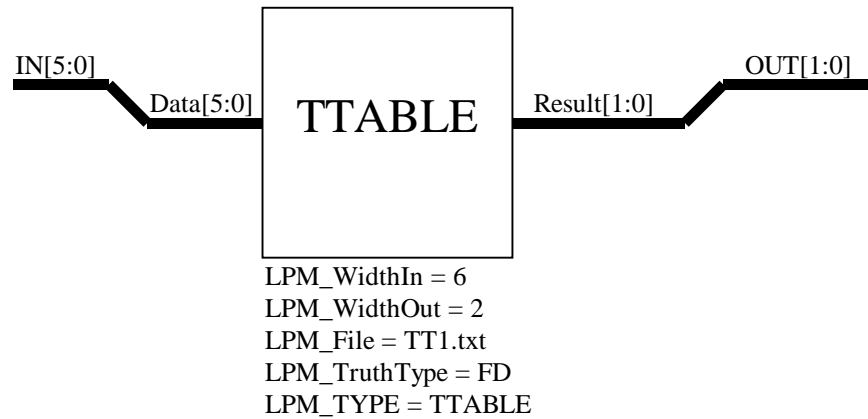 IN[5:0]
OUT[1:0]
Data[5:0]
TTABLE
Result[1:0]
LPM_WidthIn = 6
LPM_WidthOut = 2
LPM_File = TT1.txt
LPM_TruthType = FD
LPM_TYPE = TTABLE